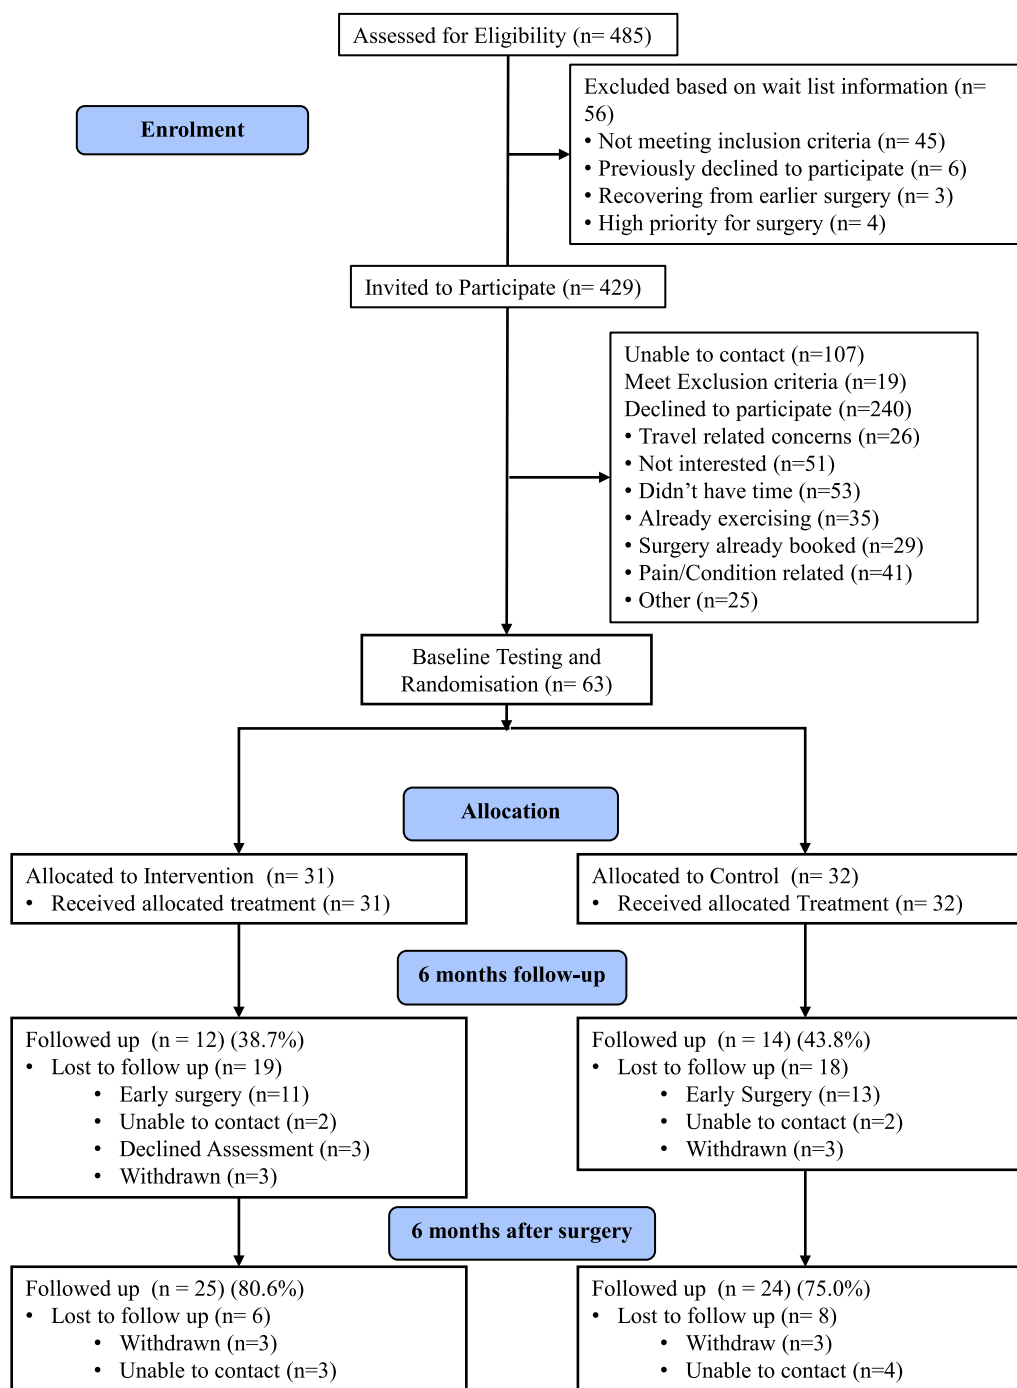 Assessed for Eligibility (n= 485)
Excluded based on wait list information (n=
56)
• Not meeting inclusion criteria (n= 45)
• Previously declined to participate (n= 6)
• Recovering from earlier surgery (n= 3)
• High priority for surgery (n= 4)
Enrolment
Invited to Participate (n= 429)
Unable to contact (n=107)
Meet Exclusion criteria (n=19)
Declined to participate (n=240)
• Travel related concerns (n=26)
• Not interested (n=51)
• Didn’t have time (n=53)
• Already exercising (n=35)
• Surgery already booked (n=29)
• Pain/Condition related (n=41)
• Other (n=25)
Baseline Testing and
Randomisation (n= 63)
Allocation
Allocated to Intervention (n= 31)
• Received allocated treatment (n= 31)
Allocated to Control (n= 32)
• Received allocated Treatment (n= 32)
6 months follow-up
Followed up (n = 12) (38.7%)
• Lost to follow up (n= 19)
• Early surgery (n=11)
• Unable to contact (n=2)
• Declined Assessment (n=3)
• Withdrawn (n=3)
Followed up (n = 14) (43.8%)
• Lost to follow up (n= 18)
• Early Surgery (n=13)
• Unable to contact (n=2)
• Withdrawn (n=3)
6 months after surgery
Followed up (n = 25) (80.6%)
• Lost to follow up (n= 6)
• Withdrawn (n=3)
• Unable to contact (n=3)
Followed up (n = 24) (75.0%)
• Lost to follow up (n= 8)
• Withdraw (n=3)
• Unable to contact (n=4)